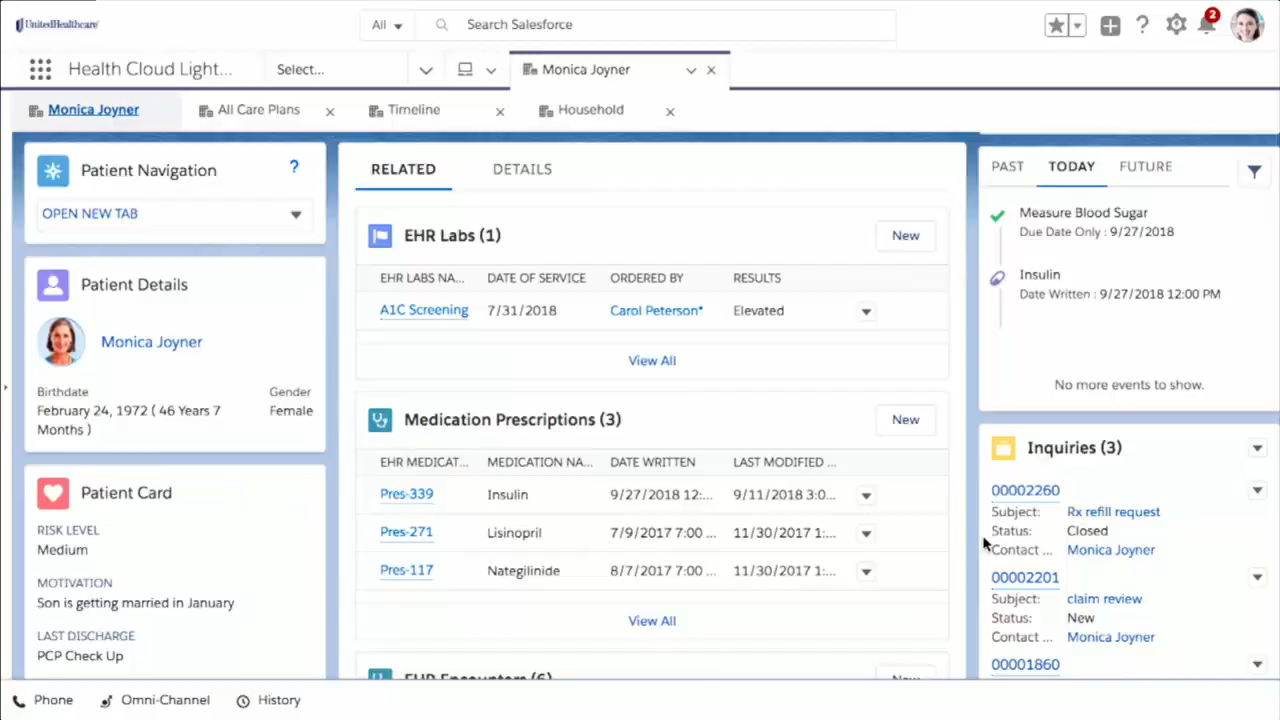 UnitedHealthcare
All
Search Salesforce
2
Health Cloud Light...
Select...
Monica Joyner
Monica Joyner
All Care Plans
Timeline
Household
Patient Navigation
?
OPEN NEW TAB
Patient Details
Monica Joyner
Birthdate
Gender
February 24, 1972 ( 46 Years 7
Months )
Female
Patient Card
RISK LEVEL
Medium
MOTIVATION
Son is getting married in January
LAST DISCHARGE
PCP Check Up
RELATED
DETAILS
EHR Labs (1)
New
EHR LABS NA... DATE OF SERVICE ORDERED BY RESULTS
A1C Screening 7/31/2018 Carol Peterson* Elevated
View All
Medication Prescriptions (3)
New
EHR MEDICAT... MEDICATION NA... DATE WRITTEN LAST MODIFIED ...
Pres-339 Insulin 9/27/2018 12:... 9/11/2018 3:0...
Pres-271 Lisinopril 7/9/2017 7:00 ... 11/30/2017 1:...
Pres-117 Nategilinide 8/7/2017 7:00 ... 11/30/2017 1:...
View All
EHR Encounters (6)
New
PAST TODAY FUTURE
Measure Blood Sugar
Due Date Only : 9/27/2018
Insulin
Date Written : 9/27/2018 12:00 PM
No more events to show.
Inquiries (3)
00002260
Subject: Rx refill request
Status: Closed
Contact ... Monica Joyner
00002201
Subject: claim review
Status: New
Contact ... Monica Joyner
00001860
Phone
Omni-Channel
History